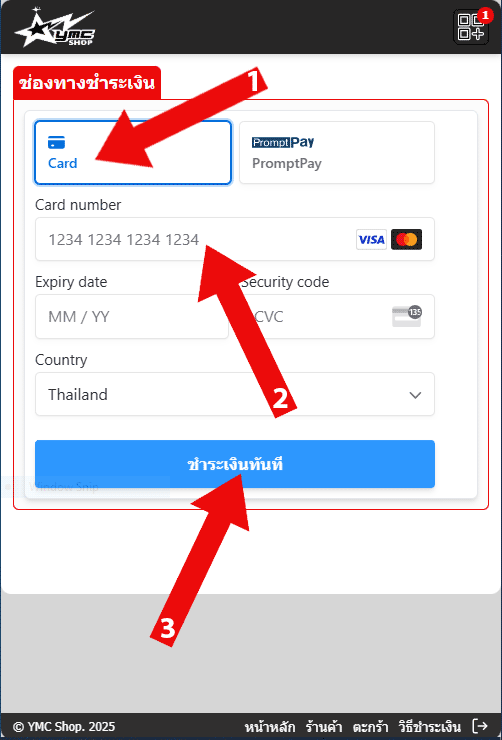 YMC
SHOP
1
ช่องทางชำระเงิน
1
Card
PromptPay
PromptPay
Card number
1234 1234 1234 1234
VISA
Expiry date
Security code
MM / YY
CVC
135
Country
Thailand
2
ชำระเงินทันที
Window Snip
3
© YMC Shop. 2025
หน้าหลัก ร้านค้า ตะกร้า วิธีชำระเงิน